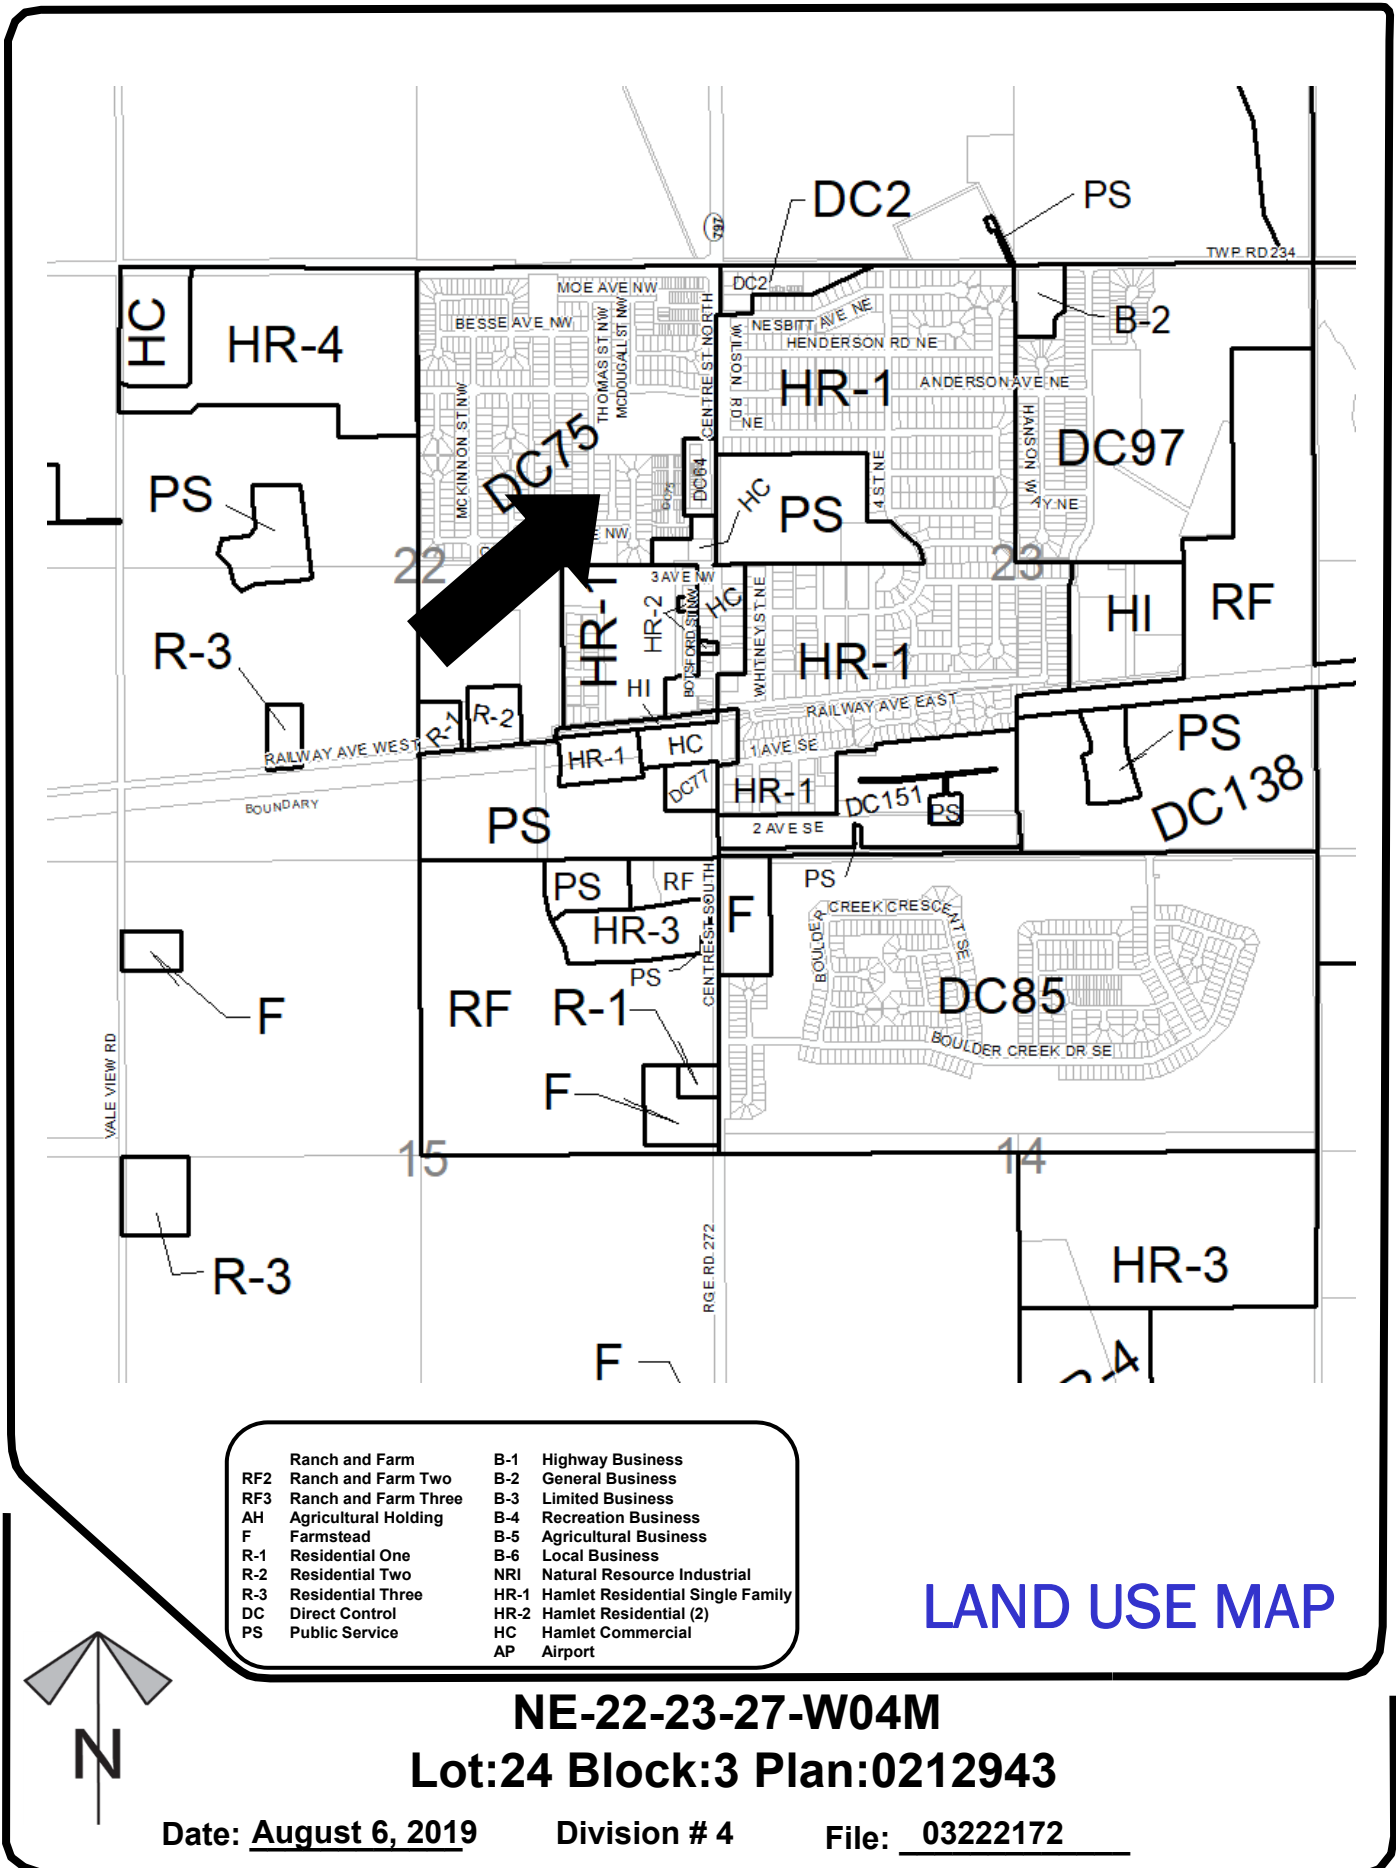 DC2
PS
797
TWP RD 234
HC
HR-4
MOE AVE NW
DC2
BESSE AVE NW
NESBITT AVE NE
HENDERSON RD NE
B-2
THOMAS ST NW
MCDOUGALL ST NW
CENTRE ST NORTH
WILSON RD NE
HR-1
ANDERSON AVE NE
MCKINNON ST NW
DC75
DC64
HC
PS
4 ST NE
HANSON WAY NE
DC97
PS
DC75
E NW
22
23
3 AVE NW
HR-1
HR-2
BOTSFORD ST NW
HC
WHITNEY ST NE
HR-1
HI
RF
R-3
HI
R-1
R-2
RAILWAY AVE EAST
RAILWAY AVE WEST
HR-1
HC
1 AVE SE
PS
BOUNDARY
DC77
HR-1
DC151
PS
DC138
PS
2 AVE SE
PS
PS
RF
F
HR-3
CENTRE ST SOUTH
BOULDER CREEK CRESCENT SE
PS
F
RF
R-1
DC85
BOULDER CREEK DR SE
VALE VIEW RD
F
15
14
R-3
RGE RD 272
HR-3
F
R-4
Ranch and Farm
RF2 Ranch and Farm Two
RF3 Ranch and Farm Three
AH Agricultural Holding
F Farmstead
R-1 Residential One
R-2 Residential Two
R-3 Residential Three
DC Direct Control
PS Public Service
B-1 Highway Business
B-2 General Business
B-3 Limited Business
B-4 Recreation Business
B-5 Agricultural Business
B-6 Local Business
NRI Natural Resource Industrial
HR-1 Hamlet Residential Single Family
HR-2 Hamlet Residential (2)
HC Hamlet Commercial
AP Airport
LAND USE MAP
N
NE-22-23-27-W04M
Lot:24 Block:3 Plan:0212943
Date: August 6, 2019 Division # 4 File: 03222172